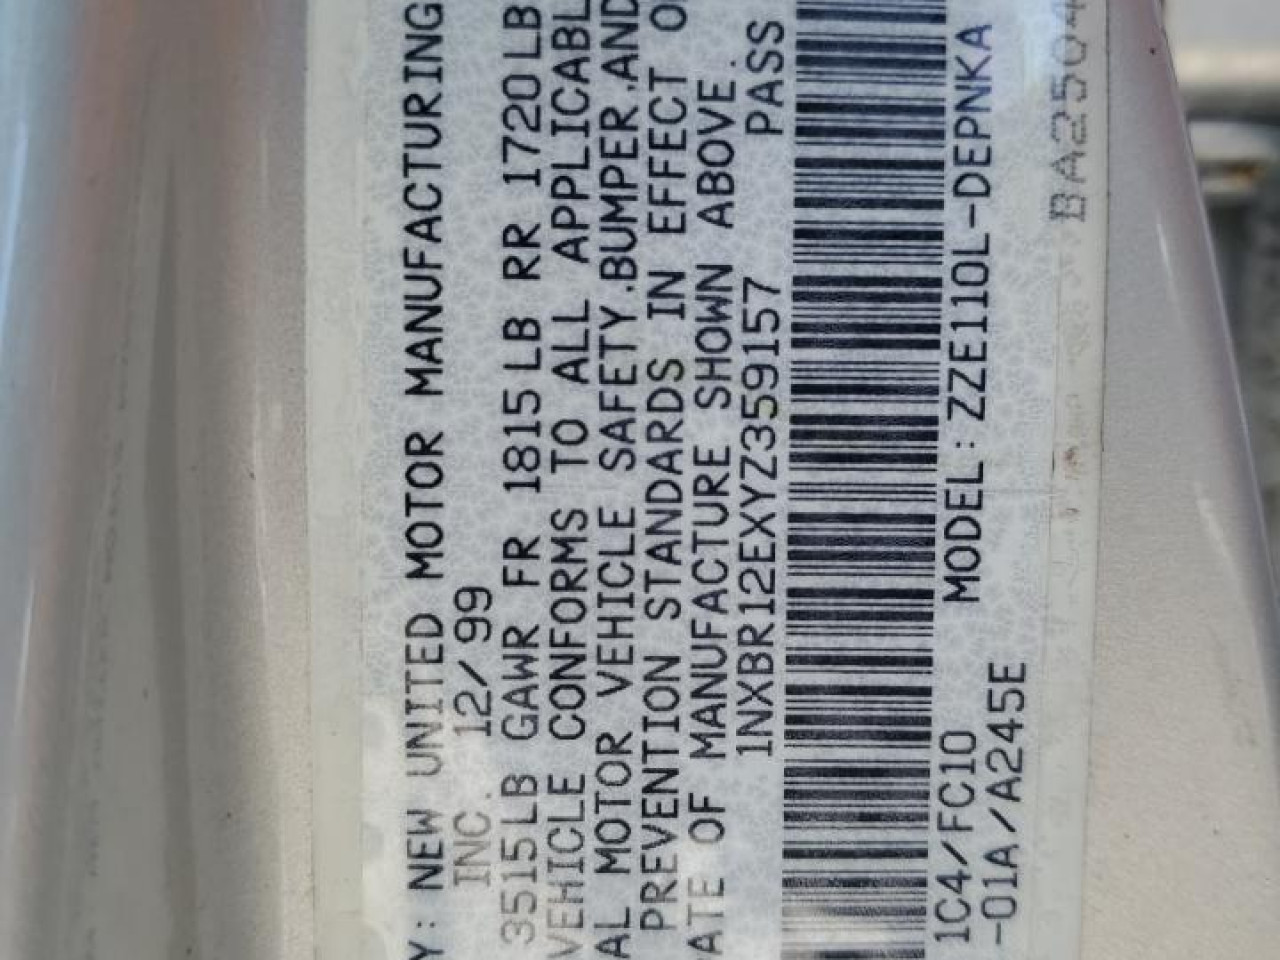 Y: NEW UNITED MOTOR MANUFACTURING
INC. 12/99
3515LB GAWR FR 1815LB RR 1720LB
VEHICLE CONFORMS TO ALL APPLICABL
AL MOTOR VEHICLE SAFETY.BUMPER.AND
PREVENTION STANDARDS IN EFFECT O
ATE OF MANUFACTURE SHOWN ABOVE.
1NXBR12EXYZ359157 PASS
1C4/FC10 MODEL:ZZE110L-DEPNKA
-01A/A245E
BA2504